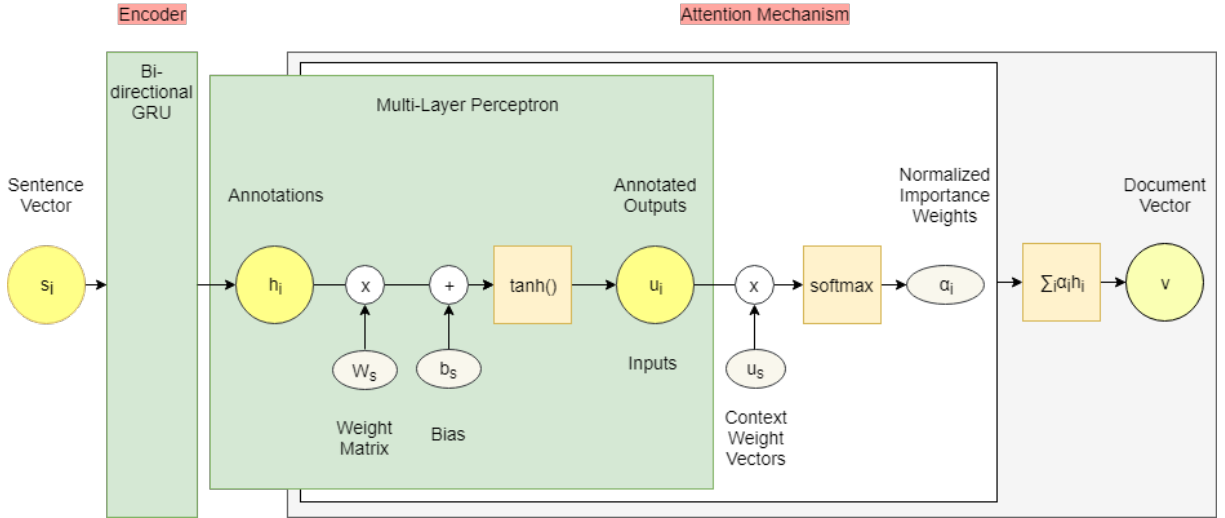 Encoder
Attention Mechanism
Bi-
directional
GRU
Multi-Layer Perceptron
Sentence
Vector
Annotations
Annotated
Outputs
Normalized
Importance
Weights
Document
Vector
sᵢ
hᵢ
x
+
tanh()
uᵢ
x
softmax
αᵢ
∑ᵢαᵢhᵢ
v
Wₛ
bₛ
Inputs
uₛ
Weight
Matrix
Bias
Context
Weight
Vectors